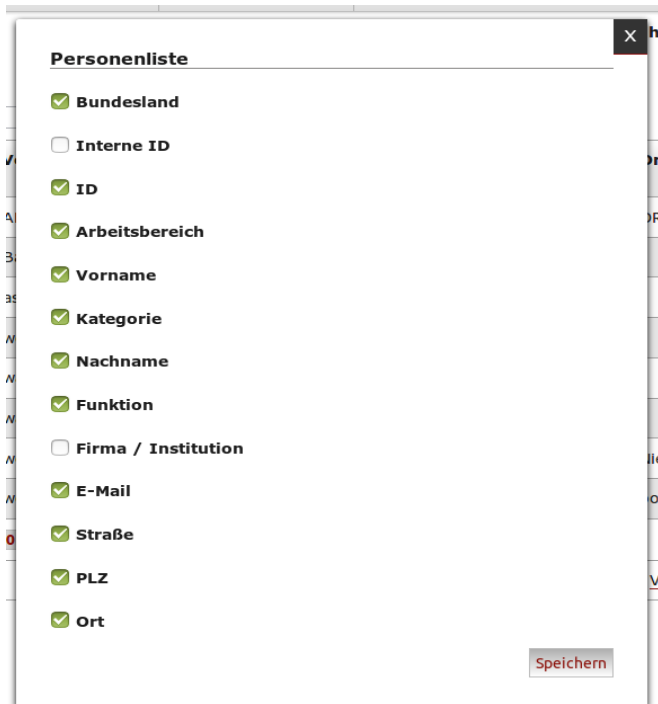 X
Personenliste
Bundesland
Interne ID
ID
Arbeitsbereich
Vorname
Kategorie
Nachname
Funktion
Firma / Institution
E-Mail
Straße
PLZ
Ort
Speichern